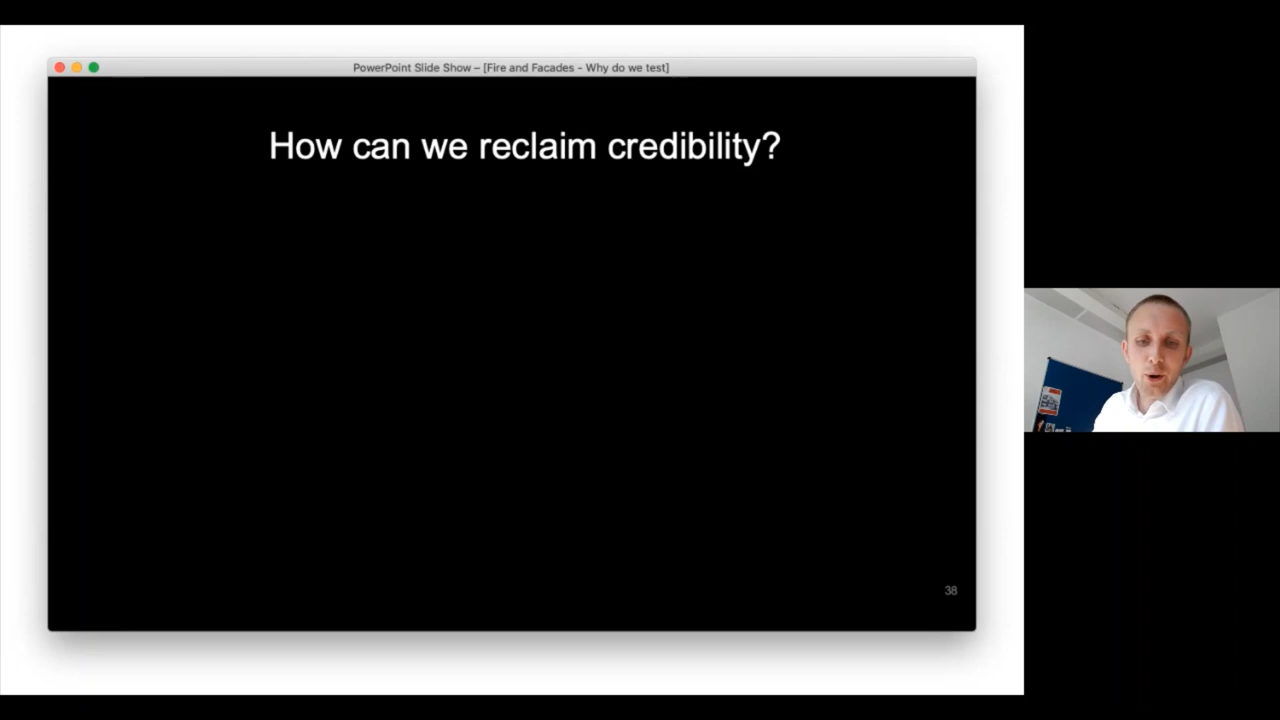 PowerPoint Slide Show – [Fire and Facades - Why do we test]
How can we reclaim credibility?
38